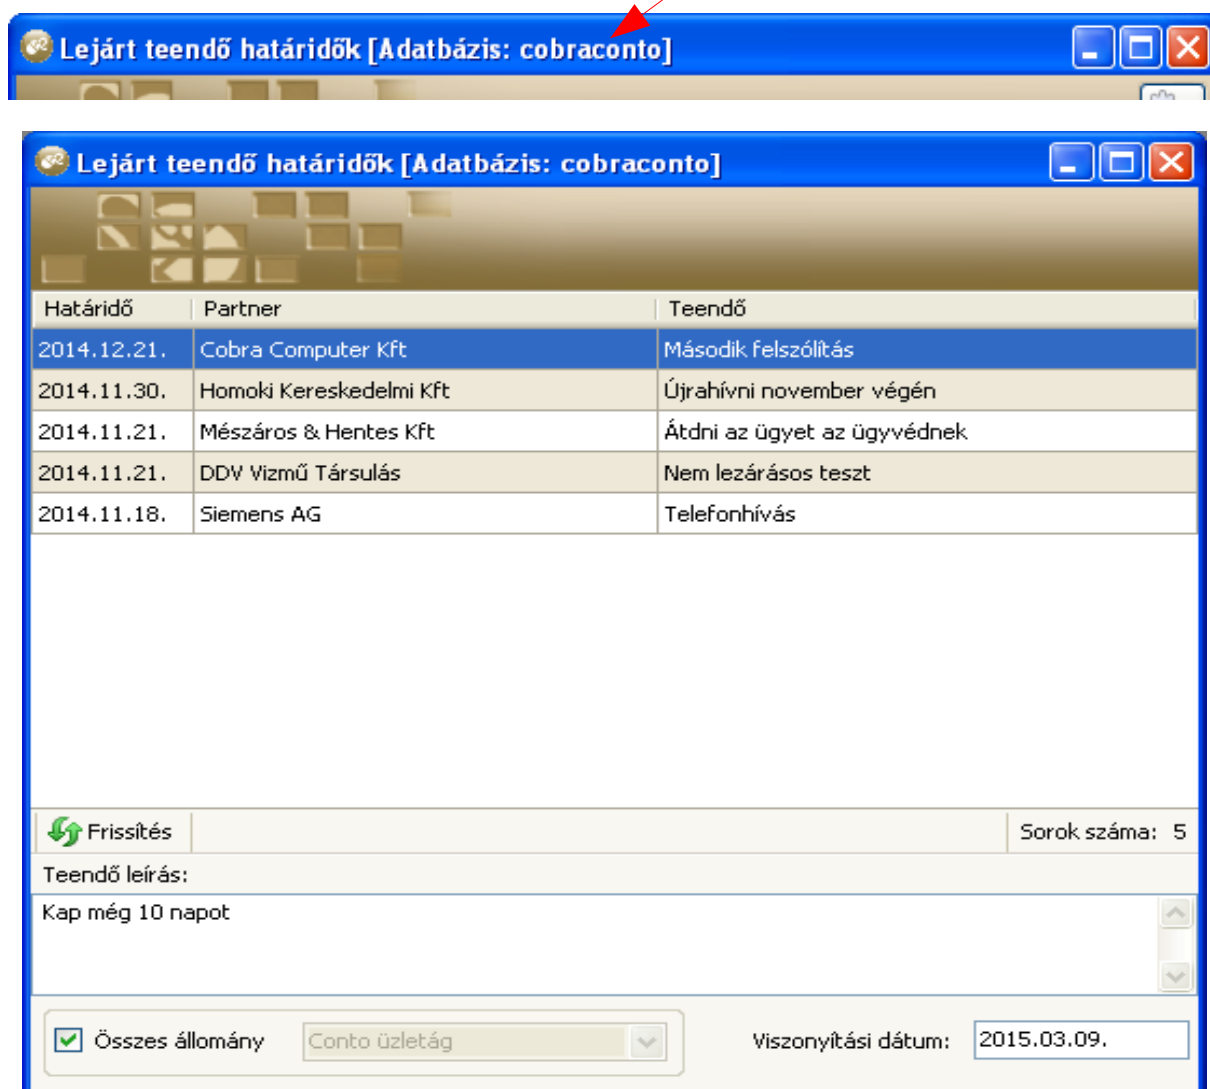 Lejárt teendő határidők [Adatbázis: cobraconto]
Lejárt teendő határidők [Adatbázis: cobraconto]
Határidő Partner Teendő
2014.12.21. Cobra Computer Kft Második felszólítás
2014.11.30. Homoki Kereskedelmi Kft Újrahívni november végén
2014.11.21. Mészáros & Hentes Kft Átdni az ügyet az ügyvédnek
2014.11.21. DDV Vizmű Társulás Nem lezárásos teszt
2014.11.18. Siemens AG Telefonhívás
Frissítés Sorok száma: 5
Teendő leírás:
Kap még 10 napot
Összes állomány Conto üzletág Viszonyítási dátum: 2015.03.09.